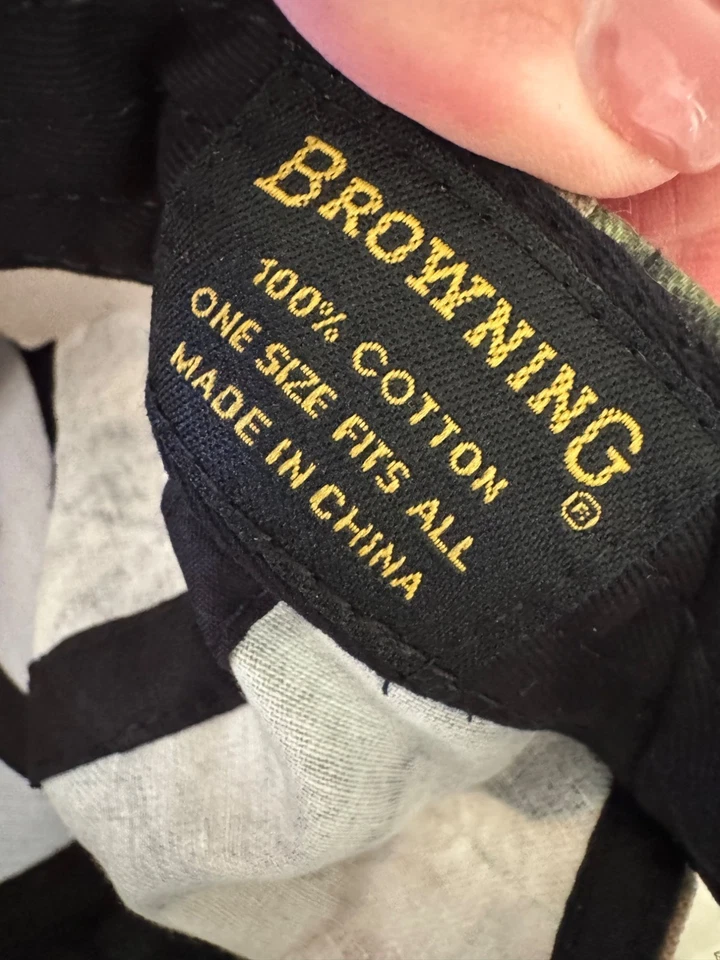 BROWNING®
100% COTTON
ONE SIZE FITS ALL
MADE IN CHINA